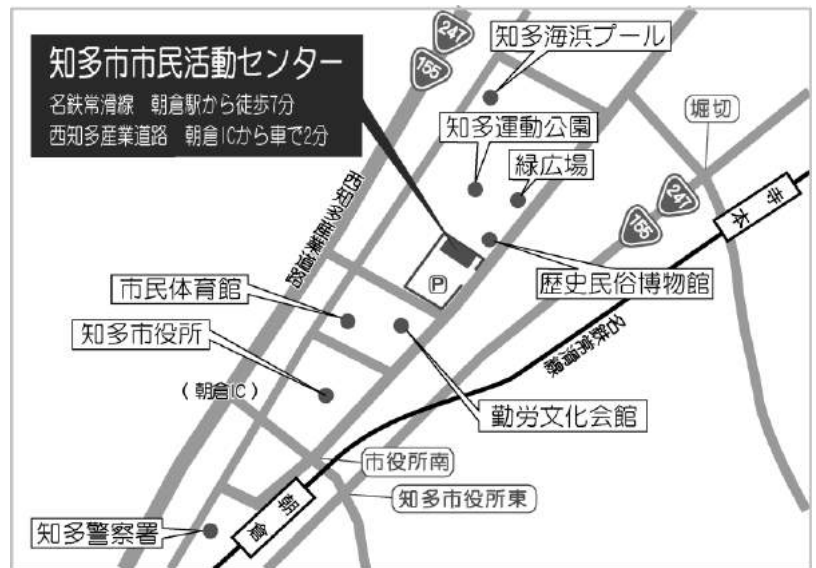 知多市市民活動センター
名鉄常滑線 朝倉駅から徒歩7分
西知多産業道路 朝倉ICから車で2分
247
155
知多海浜プール
知多運動公園
緑広場
堀切
247
155
寺本
西知多産業道路
P
歴史民俗博物館
市民体育館
知多市役所
名鉄常滑線
(朝倉IC)
勤労文化会館
市役所南
知多市役所東
朝倉
知多警察署